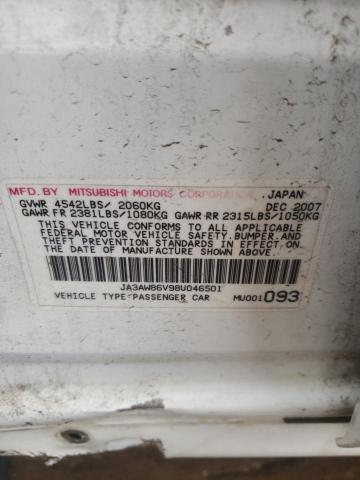 MFD. BY MITSUBISHI MOTORS CORPORATION, JAPAN
GVWR 4542LBS/ 2060KG DEC 2007
GAWR FR 2381LBS/1080KG GAWR RR 2315LBS/1050KG
THIS VEHICLE CONFORMS TO ALL APPLICABLE
FEDERAL MOTOR VEHICLE SAFETY,BUMPER,AND
THEFT PREVENTION STANDARDS IN EFFECT ON
THE DATE OF MANUFACTURE SHOWN ABOVE.
JA3AW86V98U046501
VEHICLE TYPE:PASSENGER CAR MU001093